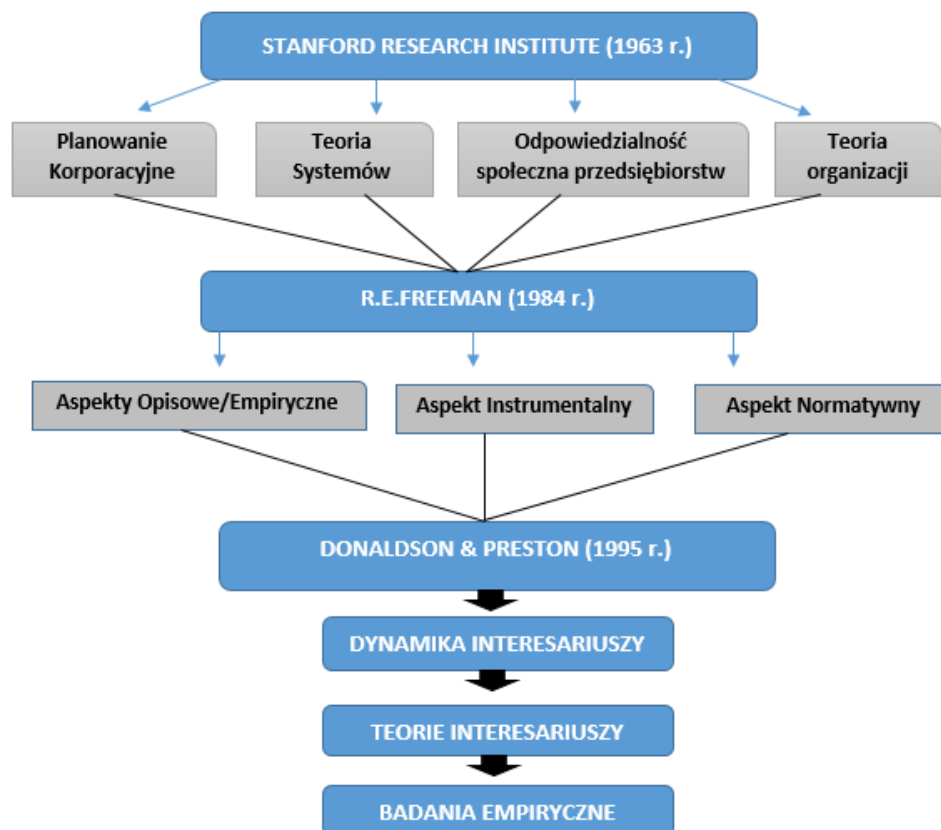 STANFORD RESEARCH INSTITUTE (1963 r.)
Planowanie
Korporacyjne
Teoria
Systemów
Odpowiedzialność
społeczna przedsiębiorstw
Teoria
organizacji
R.E.FREEMAN (1984 r.)
Aspekty Opisowe/Empiryczne
Aspekt Instrumentalny
Aspekt Normatywny
DONALDSON & PRESTON (1995 r.)
DYNAMIKA INTERESARIUSZY
TEORIE INTERESARIUSZY
BADANIA EMPIRYCZNE